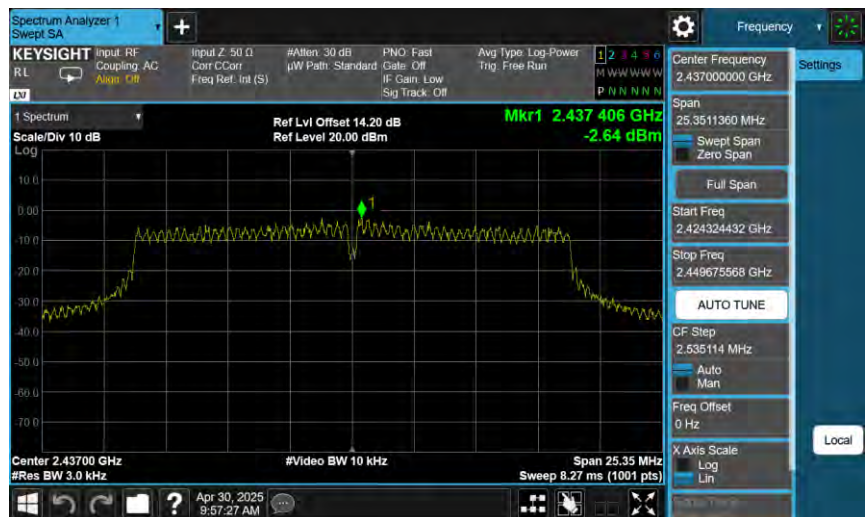 Spectrum Analyzer 1
Swept SA
+
Frequency
KEYSIGHT
RL
LXI
Input: RF
Coupling: AC
Align: Off
Input Z: 50 Ω
Corr CCorr
Freq Ref: Int (S)
#Atten: 30 dB
µW Path: Standard
PNO: Fast
Gate: Off
IF Gain: Low
Sig Track: Off
Avg Type: Log-Power
Trig: Free Run
1 2 3 4 5 6
M W W W W W
P N N N N N
1 Spectrum
Scale/Div 10 dB
Ref Lvl Offset 14.20 dB
Ref Level 20.00 dBm
Mkr1 2.437 406 GHz
-2.64 dBm
Log
10.0
0.00
-10.0
-20.0
-30.0
-40.0
-50.0
-60.0
-70.0
1
Center 2.43700 GHz
#Res BW 3.0 kHz
#Video BW 10 kHz
Span 25.35 MHz
Sweep 8.27 ms (1001 pts)
Center Frequency
2.437000000 GHz
Span
25.3511360 MHz
Swept Span
Zero Span
Full Span
Start Freq
2.424324432 GHz
Stop Freq
2.449675568 GHz
AUTO TUNE
CF Step
2.535114 MHz
Auto
Man
Freq Offset
0 Hz
X Axis Scale
Log
Lin
Settings
Local
?
Apr 30, 2025
9:57:27 AM